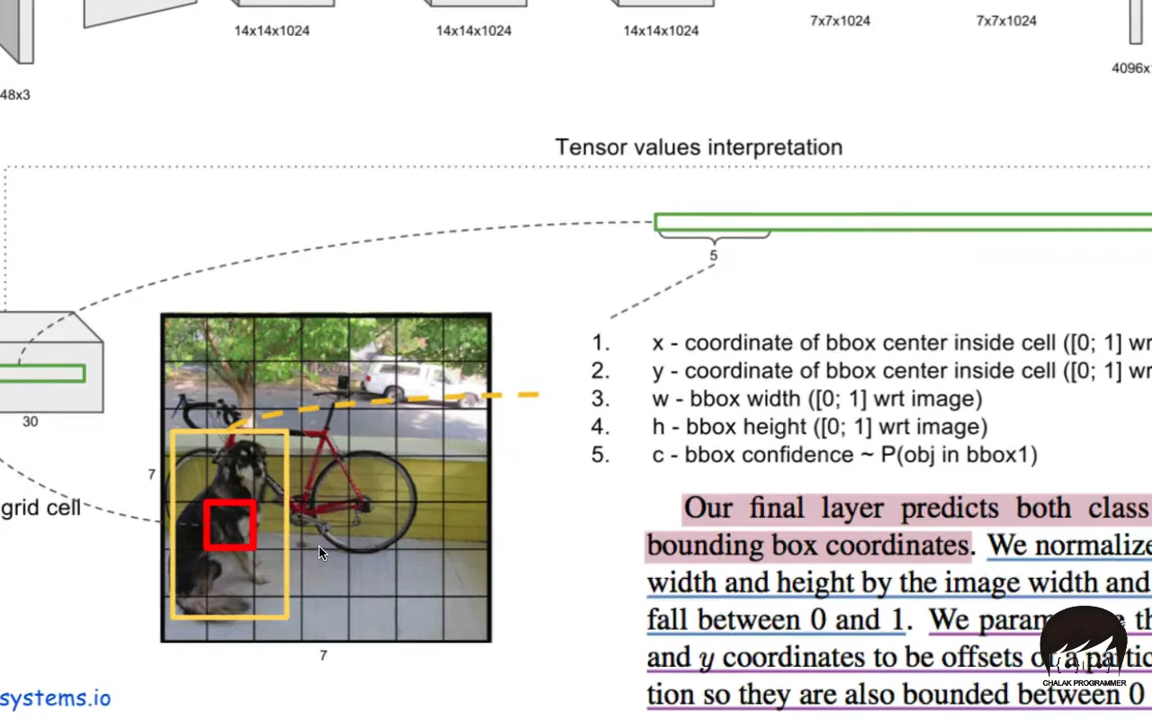 14x14x1024
14x14x1024
14x14x1024
7x7x1024
7x7x1024
48x3
4096x
Tensor values interpretation
5
1. x - coordinate of bbox center inside cell ([0; 1] wr
2. y - coordinate of bbox center inside cell ([0; 1] wr
3. w - bbox width ([0; 1] wrt image)
4. h - bbox height ([0; 1] wrt image)
5. c - bbox confidence ~ P(obj in bbox1)
30
7
grid cell
7
Our final layer predicts both class
bounding box coordinates. We normalize
width and height by the image width and
fall between 0 and 1. We param th
and y coordinates to be offsets of a partic
tion so they are also bounded between 0
systems.io
CHALAK PROGRAMMER